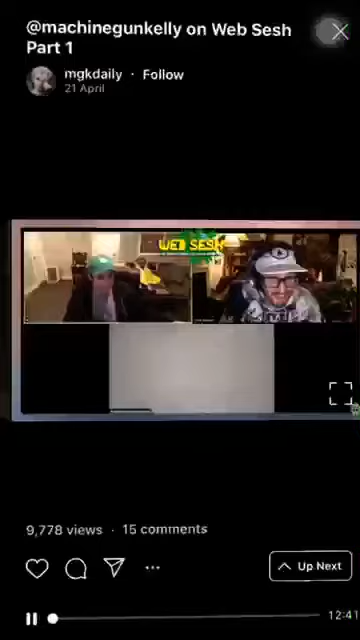 @machinegunkelly on Web Sesh
Part 1
mgkdaily · Follow
21 April
WEB SESH
9,778 views · 15 comments
Up Next
12:41